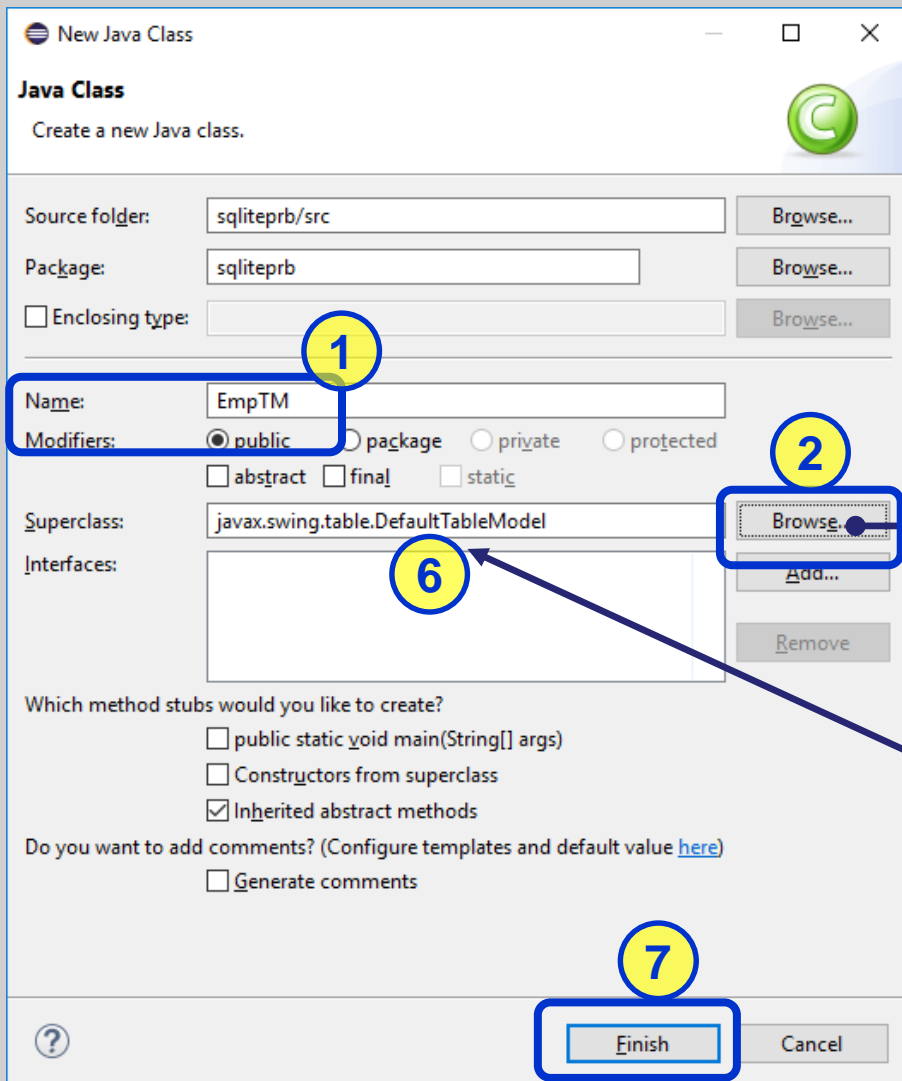 New Java Class
Java Class
Create a new Java class.
Source folder: sqliteprb/src Browse...
Package: sqliteprb Browse...
Enclosing type: Browse...
1
Name: EmpTM
Modifiers: public package private protected
2
abstract final static
Superclass: javax.swing.table.DefaultTableModel Browse...
6
Interfaces: Add...
Remove
Which method stubs would you like to create?
public static void main(String[] args)
Constructors from superclass
Inherited abstract methods
Do you want to add comments? (Configure templates and default value here)
Generate comments
7
? Finish Cancel